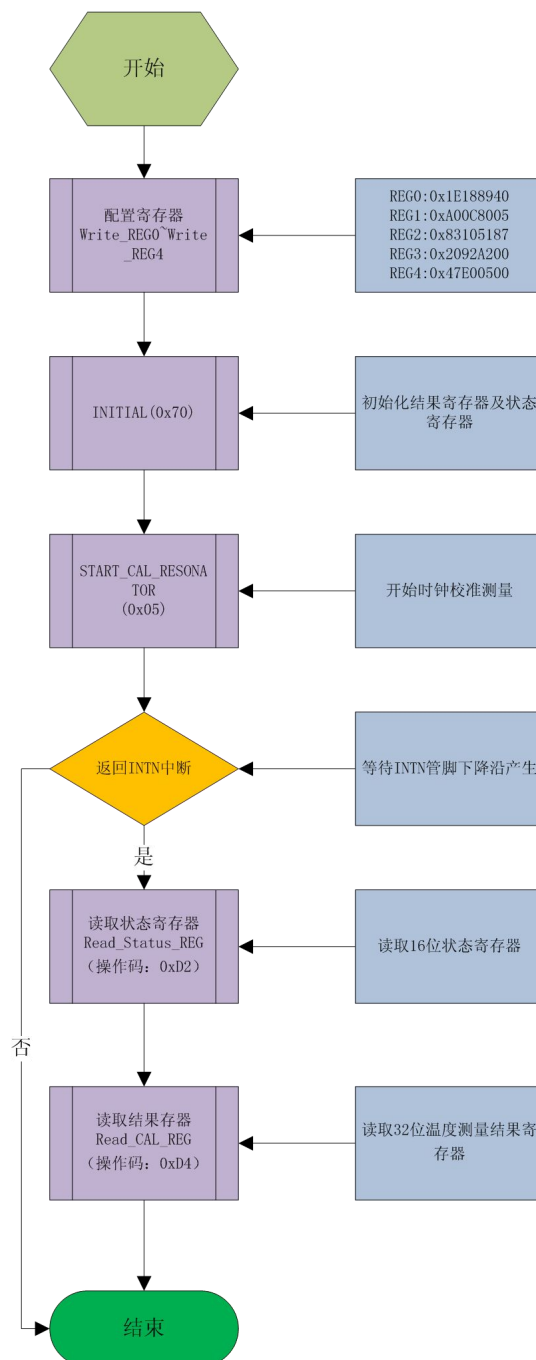 开始
配置寄存器
Write_REG0~Write
_REG4
REG0:0x1E188940
REG1:0xA00C8005
REG2:0x83105187
REG3:0x2092A200
REG4:0x47E00500
INITIAL(0x70)
初始化结果寄存器及状态
寄存器
START_CAL_RESONA
TOR
(0x05)
开始时钟校准测量
返回INTN中断
等待INTN管脚下降沿产生
是
读取状态寄存器
Read_Status_REG
（操作码：0xD2）
读取16位状态寄存器
否
读取结果存器
Read_CAL_REG
（操作码：0xD4）
读取32位温度测量结果寄
存器
结束